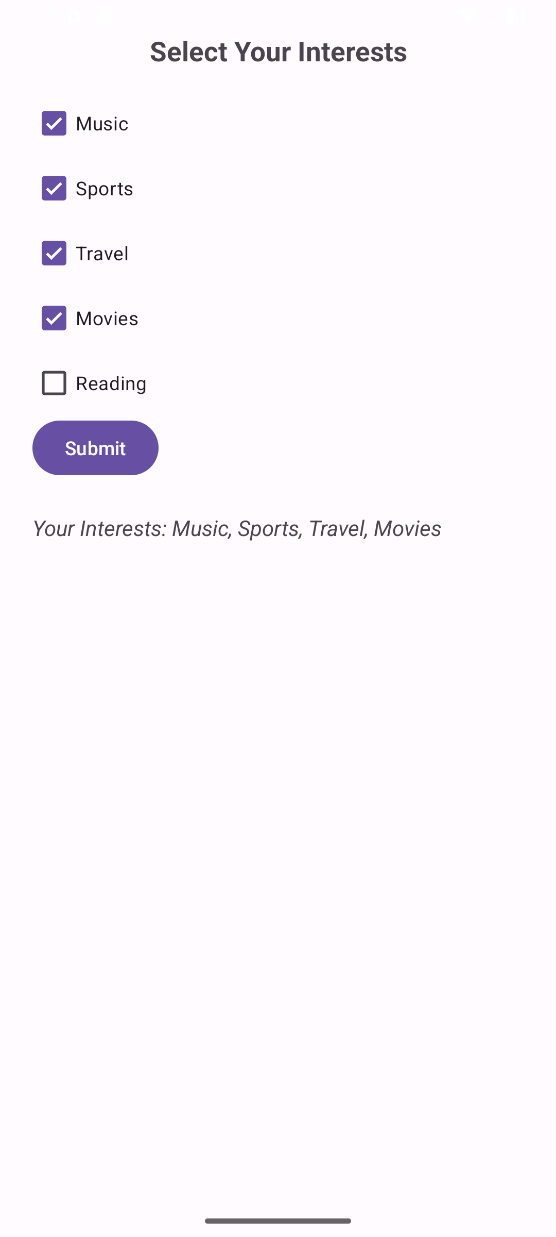 Select Your Interests
Music
Sports
Travel
Movies
Reading
Submit
Your Interests: Music, Sports, Travel, Movies